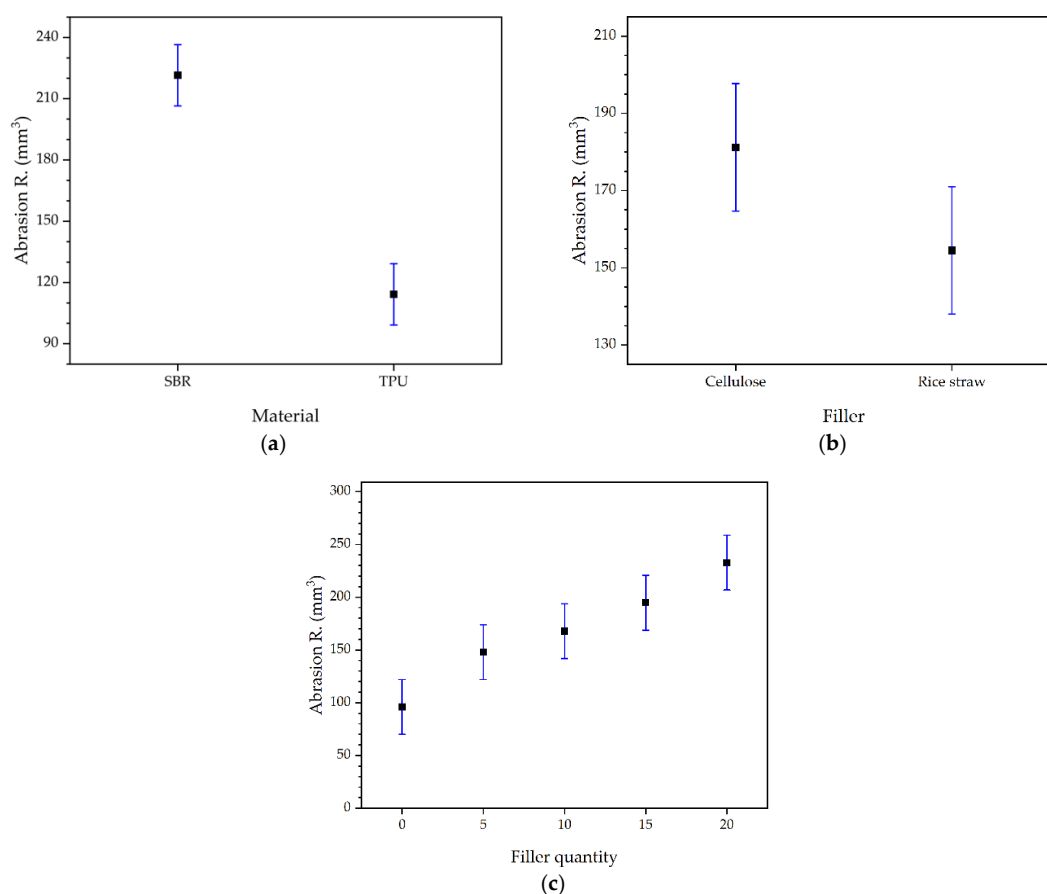 240
210
180
150
120
90
Abrasion R. (mm³)
SBR
TPU
Material
(a)
210
190
170
150
130
Abrasion R. (mm³)
Cellulose
Rice straw
Filler
(b)
300
250
200
150
100
50
0
Abrasion R. (mm³)
0
5
10
15
20
Filler quantity
(c)